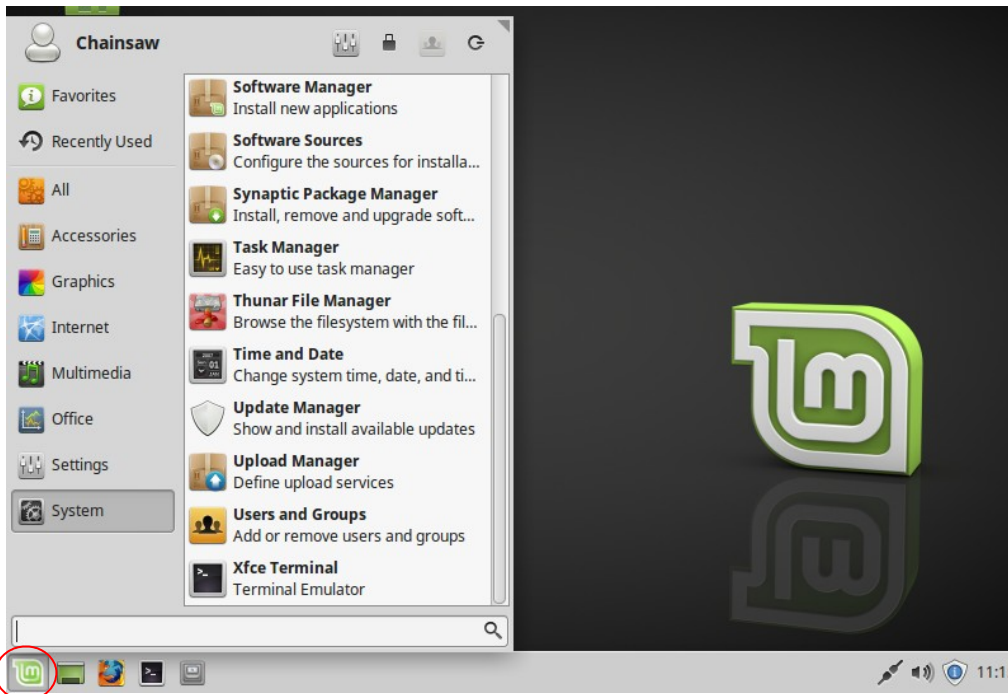 Chainsaw
Favorites
Recently Used
All
Accessories
Graphics
Internet
Multimedia
Office
Settings
System
Software Manager
Install new applications
Software Sources
Configure the sources for installa...
Synaptic Package Manager
Install, remove and upgrade soft...
Task Manager
Easy to use task manager
Thunar File Manager
Browse the filesystem with the fil...
Time and Date
Change system time, date, and ti...
Update Manager
Show and install available updates
Upload Manager
Define upload services
Users and Groups
Add or remove users and groups
Xfce Terminal
Terminal Emulator
11:1